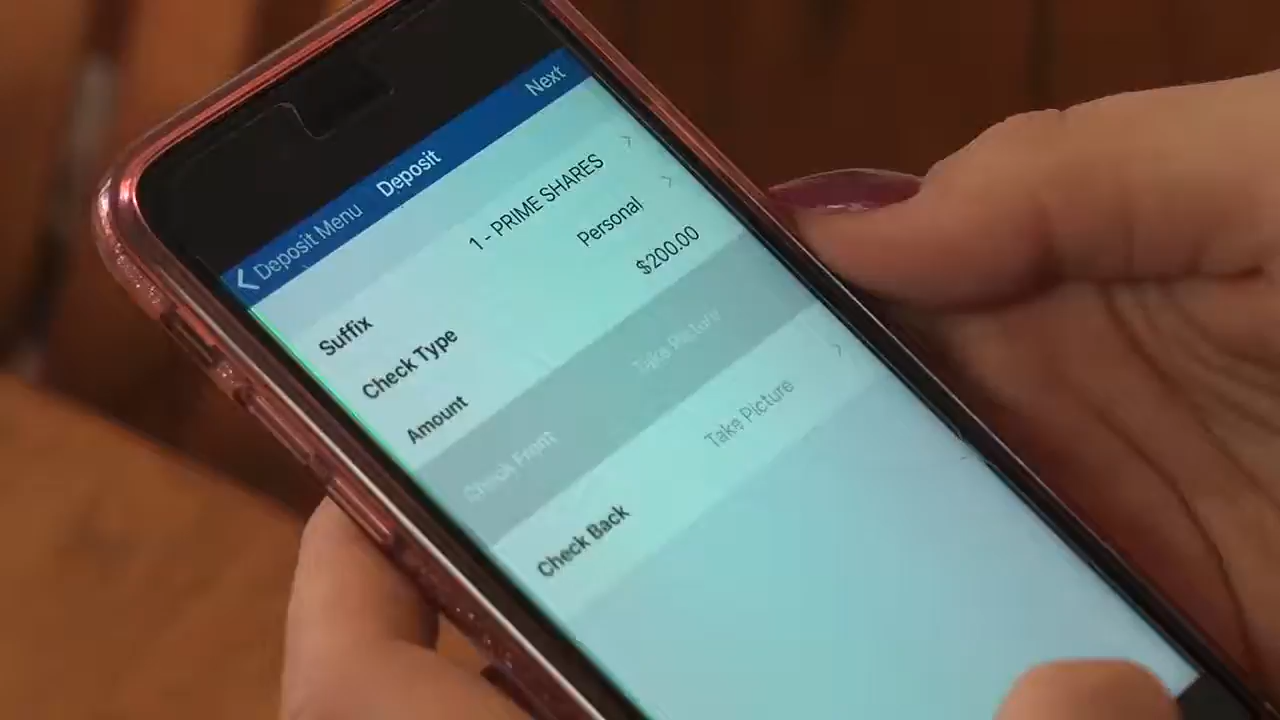 Deposit Menu Deposit Next
Suffix 1 - PRIME SHARES
Check Type Personal
Amount $200.00
Check Front Take Picture
Check Back Take Picture